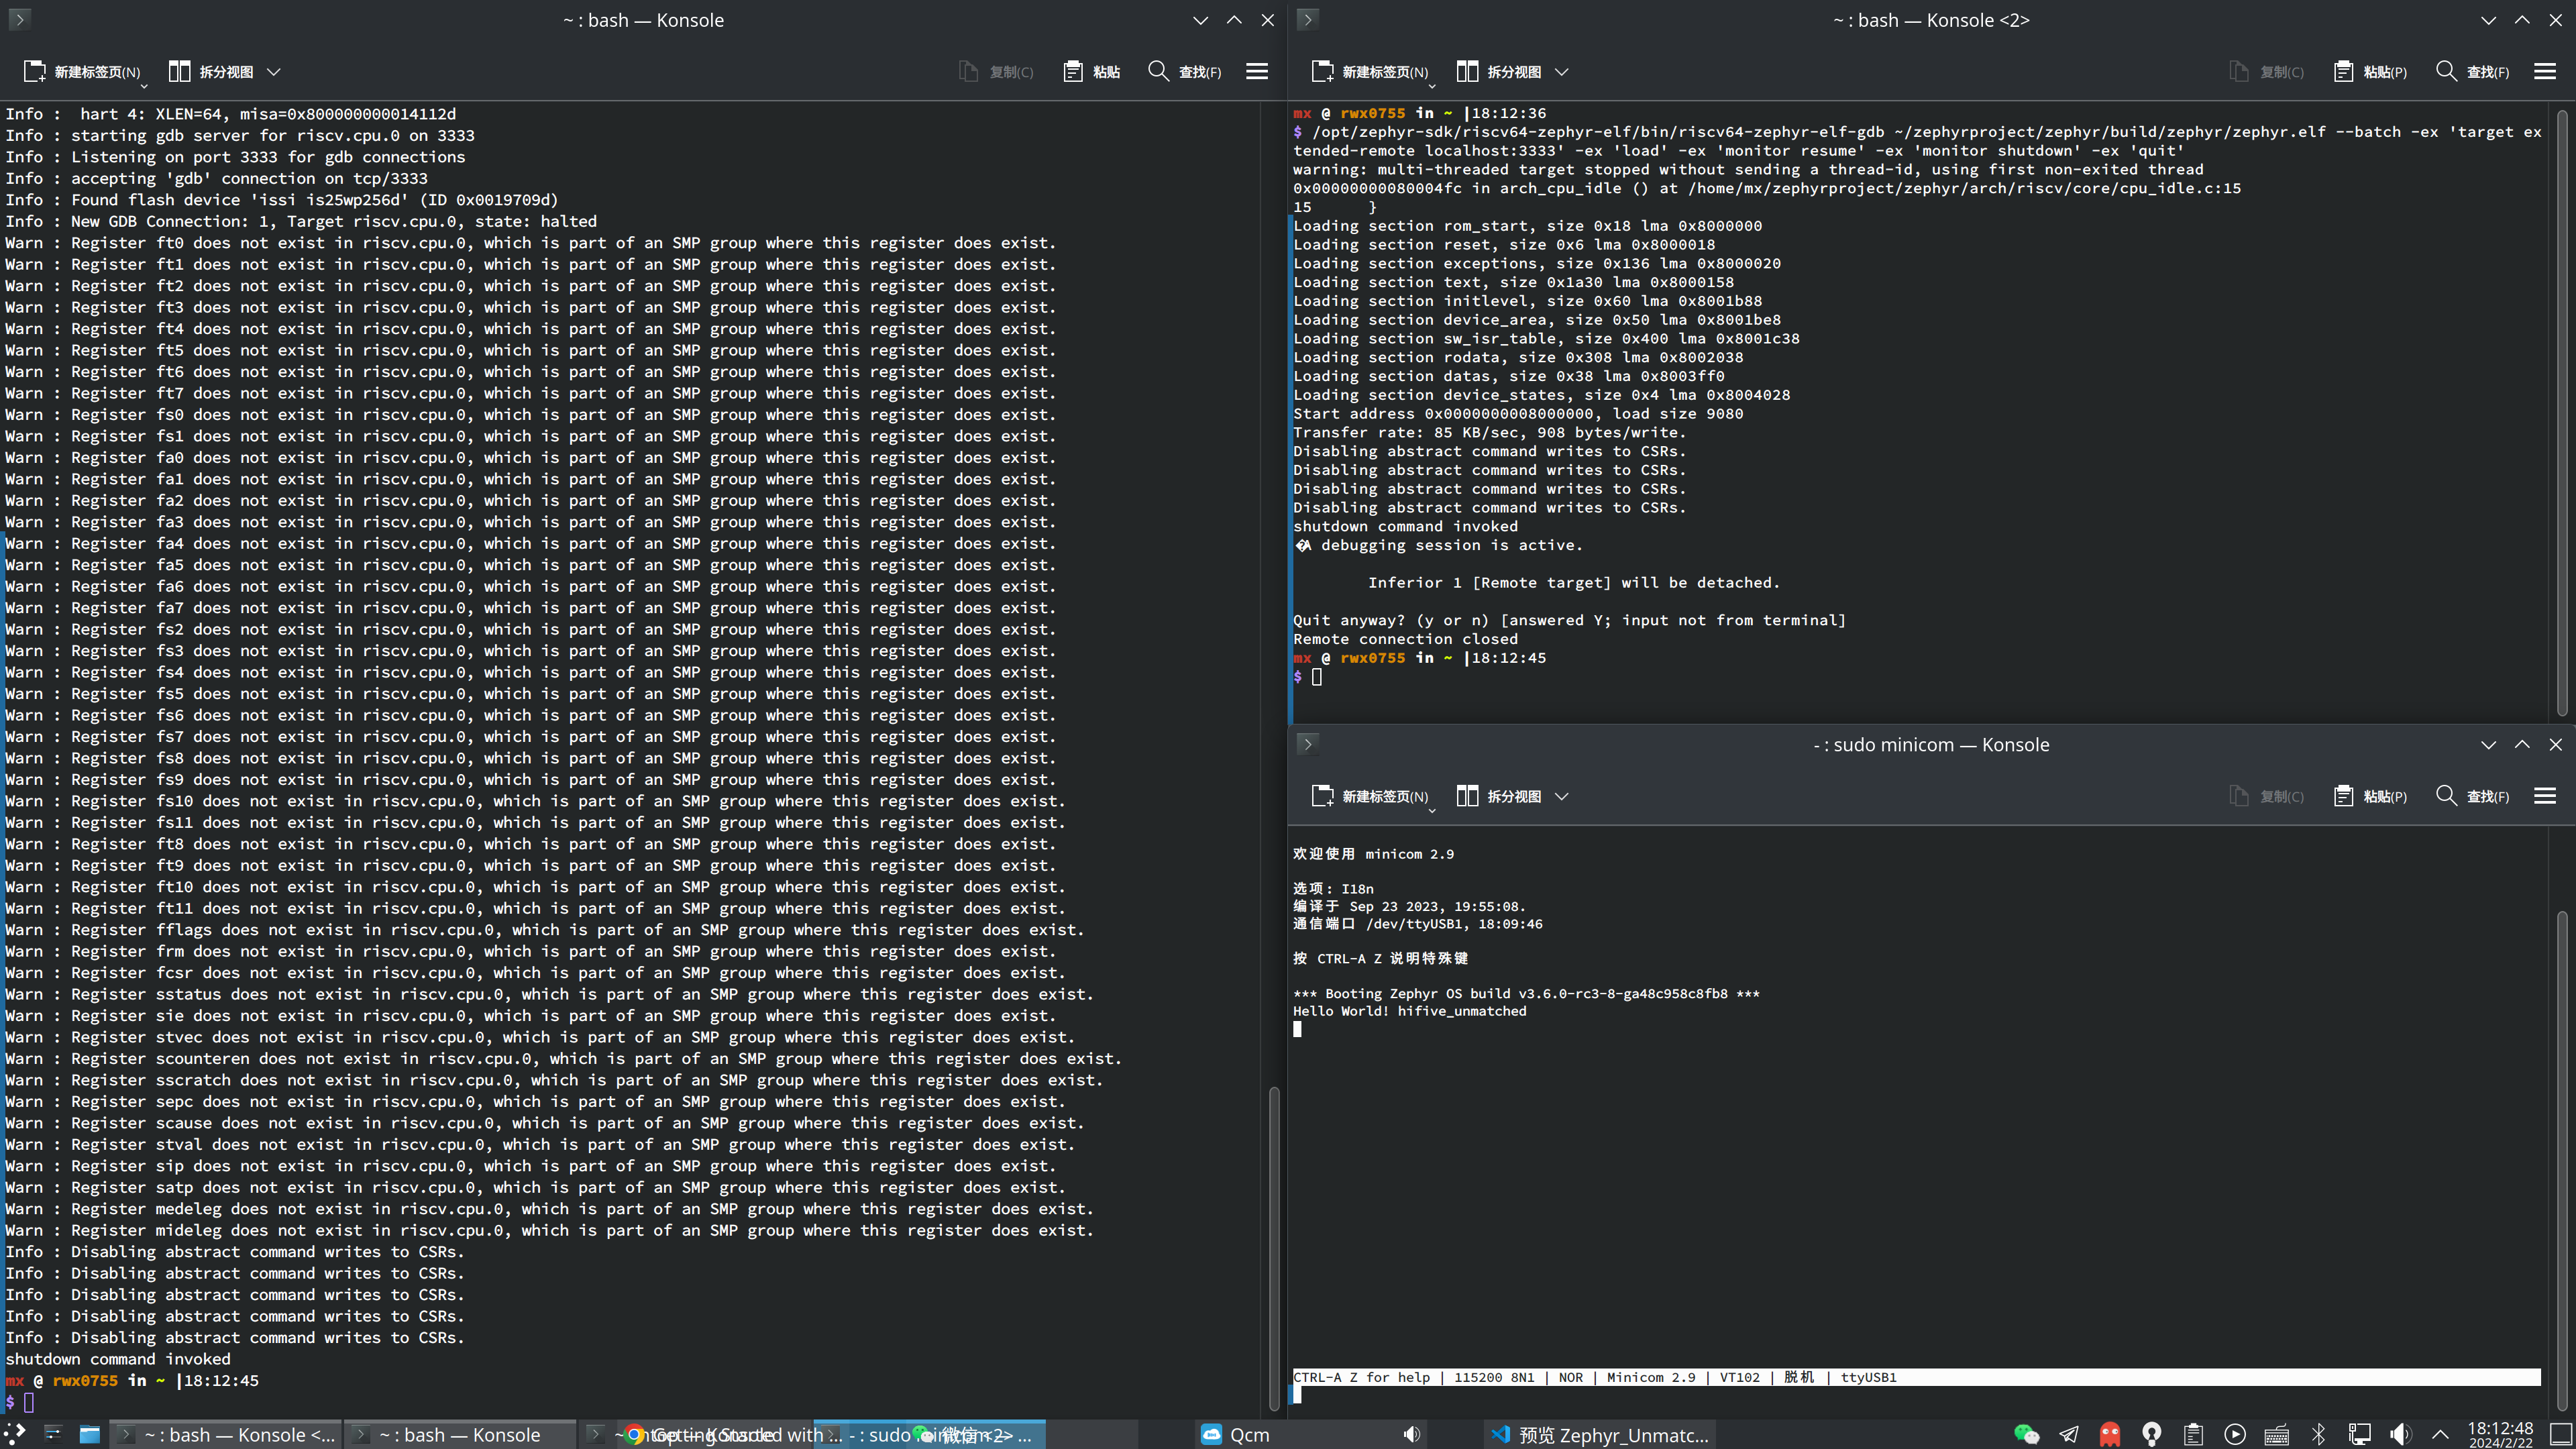 ~ : bash — Konsole
新建标签页(N)
拆分视图
复制(C)
粘贴
查找(F)
Info :  hart 4: XLEN=64, misa=0x800000000014112d
Info : starting gdb server for riscv.cpu.0 on 3333
Info : Listening on port 3333 for gdb connections
Info : accepting 'gdb' connection on tcp/3333
Info : Found flash device 'issi is25wp256d' (ID 0x0019709d)
Info : New GDB Connection: 1, Target riscv.cpu.0, state: halted
Warn : Register ft0 does not exist in riscv.cpu.0, which is part of an SMP group where this register does exist.
Warn : Register ft1 does not exist in riscv.cpu.0, which is part of an SMP group where this register does exist.
Warn : Register ft2 does not exist in riscv.cpu.0, which is part of an SMP group where this register does exist.
Warn : Register ft3 does not exist in riscv.cpu.0, which is part of an SMP group where this register does exist.
Warn : Register ft4 does not exist in riscv.cpu.0, which is part of an SMP group where this register does exist.
Warn : Register ft5 does not exist in riscv.cpu.0, which is part of an SMP group where this register does exist.
Warn : Register ft6 does not exist in riscv.cpu.0, which is part of an SMP group where this register does exist.
Warn : Register ft7 does not exist in riscv.cpu.0, which is part of an SMP group where this register does exist.
Warn : Register fs0 does not exist in riscv.cpu.0, which is part of an SMP group where this register does exist.
Warn : Register fs1 does not exist in riscv.cpu.0, which is part of an SMP group where this register does exist.
Warn : Register fa0 does not exist in riscv.cpu.0, which is part of an SMP group where this register does exist.
Warn : Register fa1 does not exist in riscv.cpu.0, which is part of an SMP group where this register does exist.
Warn : Register fa2 does not exist in riscv.cpu.0, which is part of an SMP group where this register does exist.
Warn : Register fa3 does not exist in riscv.cpu.0, which is part of an SMP group where this register does exist.
Warn : Register fa4 does not exist in riscv.cpu.0, which is part of an SMP group where this register does exist.
Warn : Register fa5 does not exist in riscv.cpu.0, which is part of an SMP group where this register does exist.
Warn : Register fa6 does not exist in riscv.cpu.0, which is part of an SMP group where this register does exist.
Warn : Register fa7 does not exist in riscv.cpu.0, which is part of an SMP group where this register does exist.
Warn : Register fs2 does not exist in riscv.cpu.0, which is part of an SMP group where this register does exist.
Warn : Register fs3 does not exist in riscv.cpu.0, which is part of an SMP group where this register does exist.
Warn : Register fs4 does not exist in riscv.cpu.0, which is part of an SMP group where this register does exist.
Warn : Register fs5 does not exist in riscv.cpu.0, which is part of an SMP group where this register does exist.
Warn : Register fs6 does not exist in riscv.cpu.0, which is part of an SMP group where this register does exist.
Warn : Register fs7 does not exist in riscv.cpu.0, which is part of an SMP group where this register does exist.
Warn : Register fs8 does not exist in riscv.cpu.0, which is part of an SMP group where this register does exist.
Warn : Register fs9 does not exist in riscv.cpu.0, which is part of an SMP group where this register does exist.
Warn : Register fs10 does not exist in riscv.cpu.0, which is part of an SMP group where this register does exist.
Warn : Register fs11 does not exist in riscv.cpu.0, which is part of an SMP group where this register does exist.
Warn : Register ft8 does not exist in riscv.cpu.0, which is part of an SMP group where this register does exist.
Warn : Register ft9 does not exist in riscv.cpu.0, which is part of an SMP group where this register does exist.
Warn : Register ft10 does not exist in riscv.cpu.0, which is part of an SMP group where this register does exist.
Warn : Register ft11 does not exist in riscv.cpu.0, which is part of an SMP group where this register does exist.
Warn : Register fflags does not exist in riscv.cpu.0, which is part of an SMP group where this register does exist.
Warn : Register frm does not exist in riscv.cpu.0, which is part of an SMP group where this register does exist.
Warn : Register fcsr does not exist in riscv.cpu.0, which is part of an SMP group where this register does exist.
Warn : Register sstatus does not exist in riscv.cpu.0, which is part of an SMP group where this register does exist.
Warn : Register sie does not exist in riscv.cpu.0, which is part of an SMP group where this register does exist.
Warn : Register stvec does not exist in riscv.cpu.0, which is part of an SMP group where this register does exist.
Warn : Register scounteren does not exist in riscv.cpu.0, which is part of an SMP group where this register does exist.
Warn : Register sscratch does not exist in riscv.cpu.0, which is part of an SMP group where this register does exist.
Warn : Register sepc does not exist in riscv.cpu.0, which is part of an SMP group where this register does exist.
Warn : Register scause does not exist in riscv.cpu.0, which is part of an SMP group where this register does exist.
Warn : Register stval does not exist in riscv.cpu.0, which is part of an SMP group where this register does exist.
Warn : Register sip does not exist in riscv.cpu.0, which is part of an SMP group where this register does exist.
Warn : Register satp does not exist in riscv.cpu.0, which is part of an SMP group where this register does exist.
Warn : Register medeleg does not exist in riscv.cpu.0, which is part of an SMP group where this register does exist.
Warn : Register mideleg does not exist in riscv.cpu.0, which is part of an SMP group where this register does exist.
Info : Disabling abstract command writes to CSRs.
Info : Disabling abstract command writes to CSRs.
Info : Disabling abstract command writes to CSRs.
Info : Disabling abstract command writes to CSRs.
Info : Disabling abstract command writes to CSRs.
shutdown command invoked
mx @ rwx0755 in ~ |18:12:45
$
~ : bash — Konsole <2>
新建标签页(N)
拆分视图
复制(C)
粘贴(P)
查找(F)
mx @ rwx0755 in ~ |18:12:36
$ /opt/zephyr-sdk/riscv64-zephyr-elf/bin/riscv64-zephyr-elf-gdb ~/zephyrproject/zephyr/build/zephyr/zephyr.elf --batch -ex 'target ex
tended-remote localhost:3333' -ex 'load' -ex 'monitor resume' -ex 'monitor shutdown' -ex 'quit'
warning: multi-threaded target stopped without sending a thread-id, using first non-exited thread
0x00000000080004fc in arch_cpu_idle () at /home/mx/zephyrproject/zephyr/arch/riscv/core/cpu_idle.c:15
15      }
Loading section rom_start, size 0x18 lma 0x8000000
Loading section reset, size 0x6 lma 0x8000018
Loading section exceptions, size 0x136 lma 0x8000020
Loading section text, size 0x1a30 lma 0x8000158
Loading section initlevel, size 0x60 lma 0x8001b88
Loading section device_area, size 0x50 lma 0x8001be8
Loading section sw_isr_table, size 0x400 lma 0x8001c38
Loading section rodata, size 0x308 lma 0x8002038
Loading section datas, size 0x38 lma 0x8003ff0
Loading section device_states, size 0x4 lma 0x8004028
Start address 0x0000000008000000, load size 9080
Transfer rate: 85 KB/sec, 908 bytes/write.
Disabling abstract command writes to CSRs.
Disabling abstract command writes to CSRs.
Disabling abstract command writes to CSRs.
Disabling abstract command writes to CSRs.
shutdown command invoked
�A debugging session is active.
Inferior 1 [Remote target] will be detached.
Quit anyway? (y or n) [answered Y; input not from terminal]
Remote connection closed
mx @ rwx0755 in ~ |18:12:45
$
- : sudo minicom — Konsole
新建标签页(N)
拆分视图
复制(C)
粘贴(P)
查找(F)
欢迎使用 minicom 2.9
选项: I18n
编译于 Sep 23 2023, 19:55:08.
通信端口 /dev/ttyUSB1, 18:09:46
按 CTRL-A Z 说明特殊键
*** Booting Zephyr OS build v3.6.0-rc3-8-ga48c958c8fb8 ***
Hello World! hifive_unmatched
CTRL-A Z for help | 115200 8N1 | NOR | Minicom 2.9 | VT102 | 脱机 | ttyUSB1
~ : bash — Konsole <...
~ : bash — Konsole
Qcm
预览 Zephyr_Unmatc...
18:12:48
2024/2/22